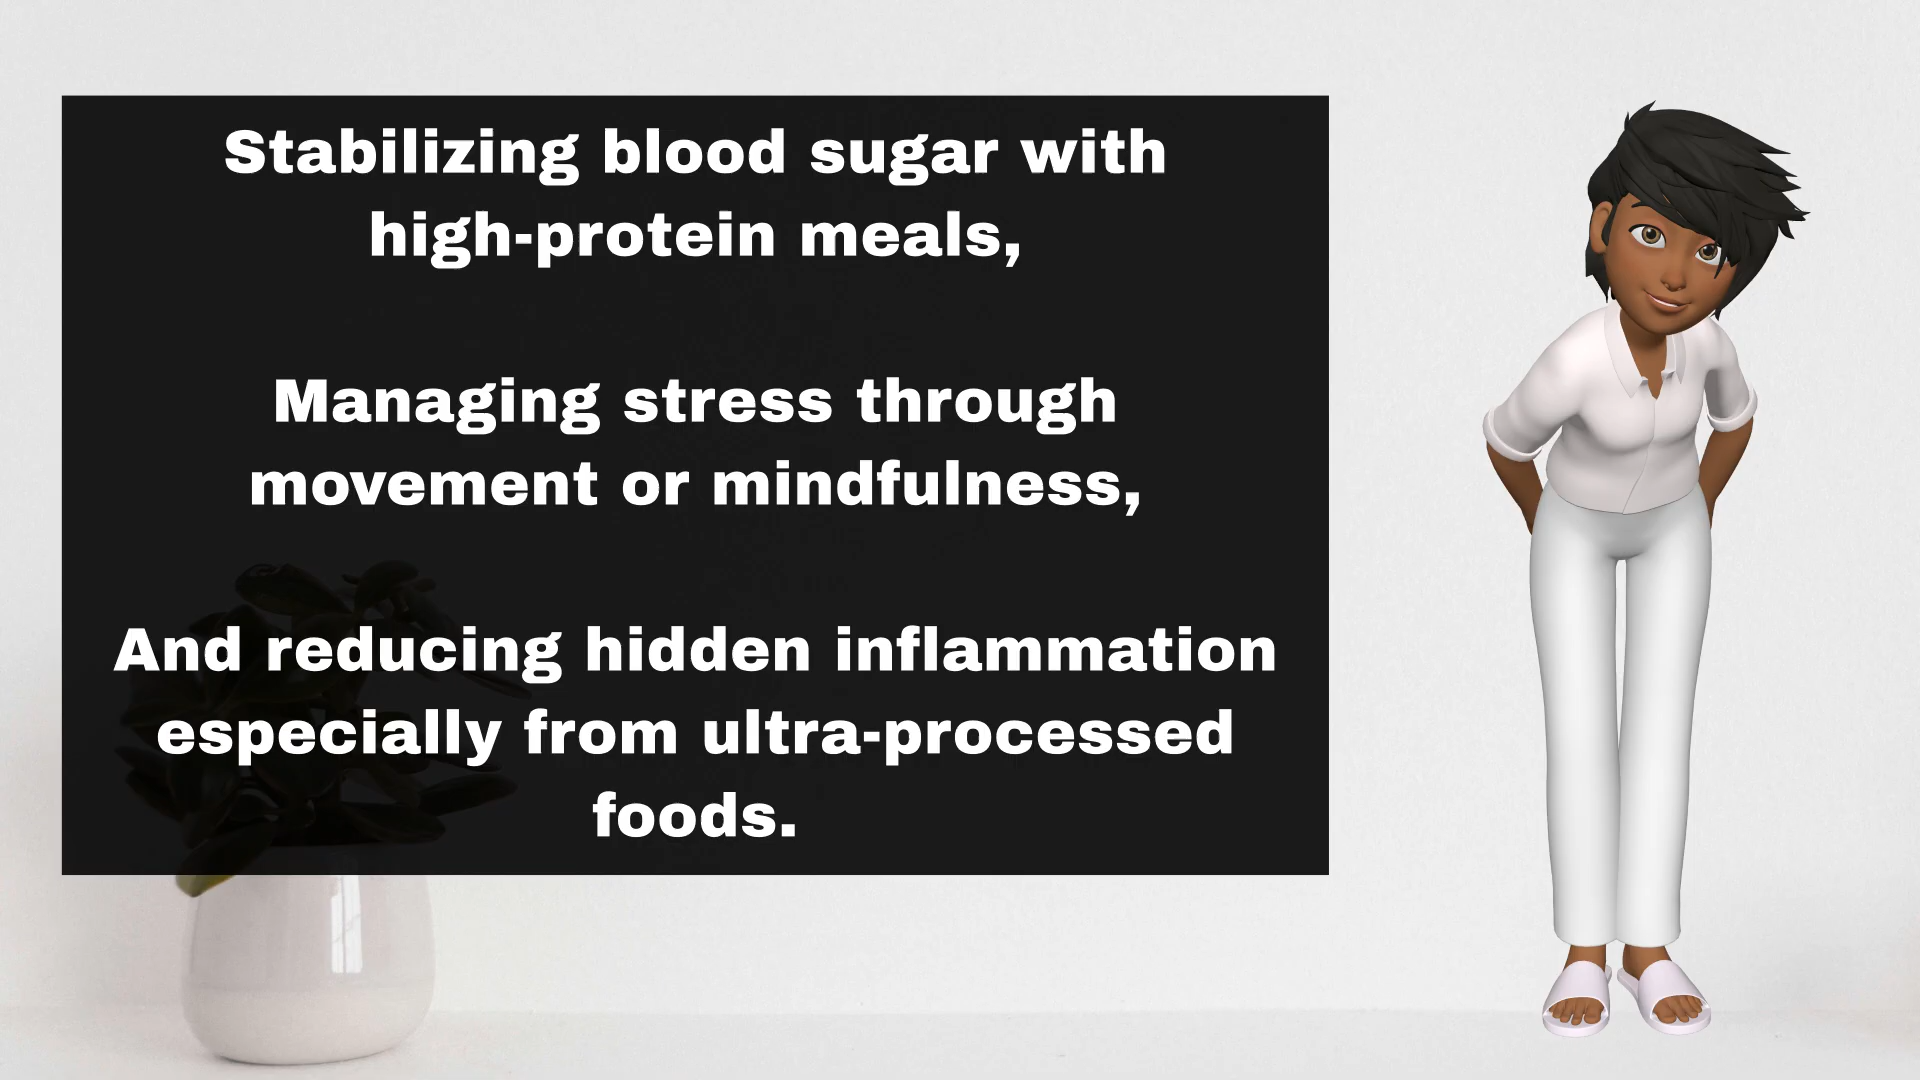 Stabilizing blood sugar with
high-protein meals,
Managing stress through
movement or mindfulness,
And reducing hidden inflammation
especially from ultra-processed
foods.